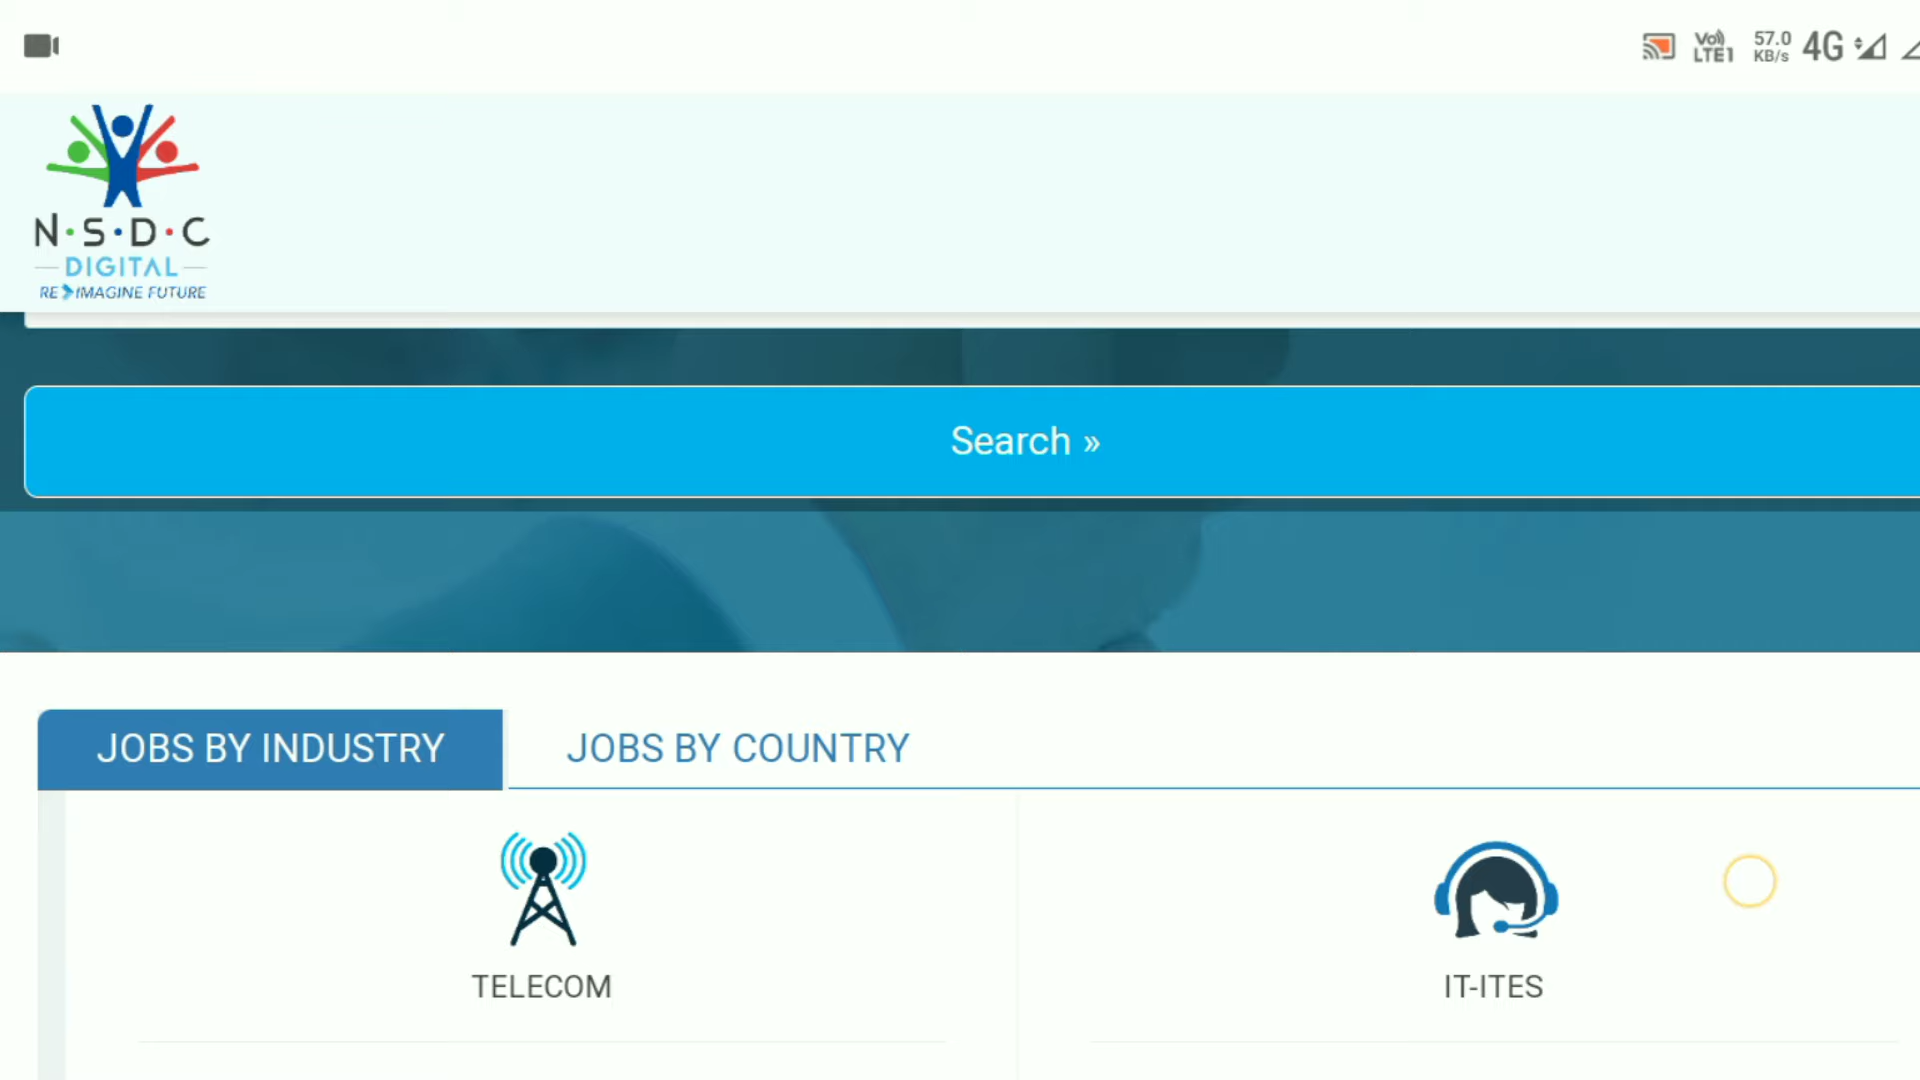 Vo)) 57.0 4G
LTE1 KB/s
N·S·D·C
DIGITAL
RE IMAGINE FUTURE
Search »
JOBS BY INDUSTRY JOBS BY COUNTRY
TELECOM IT-ITES